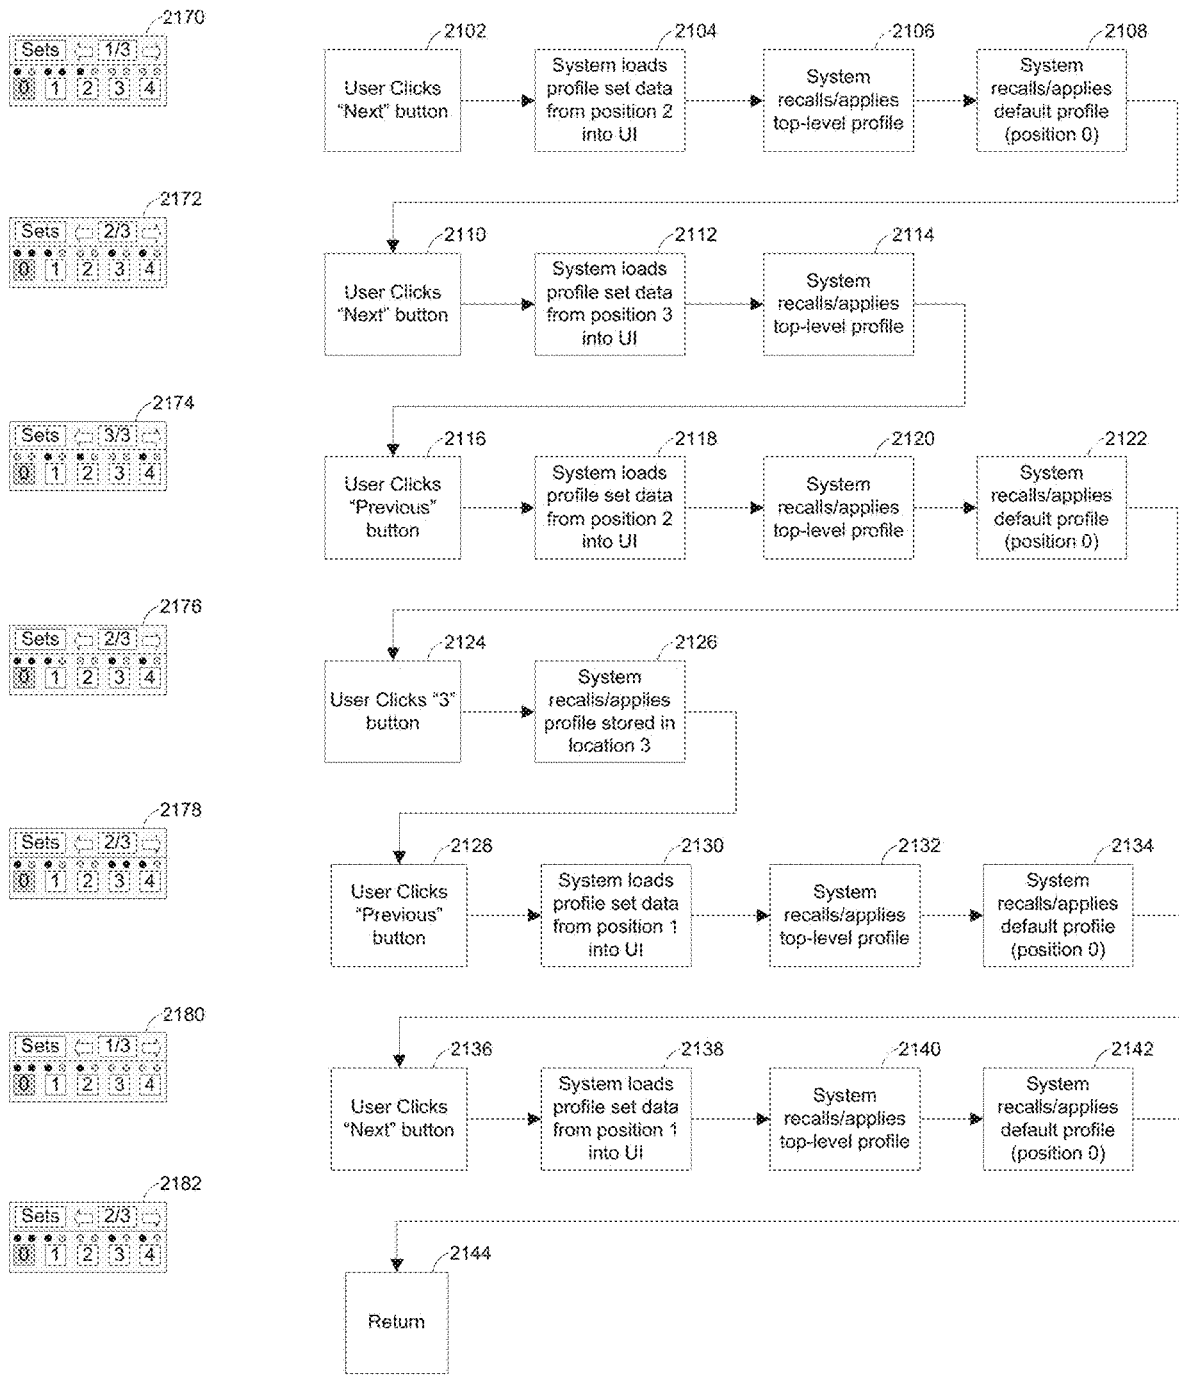 2170
Sets 1/3
0 1 2 3 4
2102
User Clicks
“Next” button
2104
System loads
profile set data
from position 2
into UI
2106
System
recalls/applies
top-level profile
2108
System
recalls/applies
default profile
(position 0)
2172
Sets 2/3
0 1 2 3 4
2110
User Clicks
“Next” button
2112
System loads
profile set data
from position 3
into UI
2114
System
recalls/applies
top-level profile
2174
Sets 3/3
0 1 2 3 4
2116
User Clicks
“Previous”
button
2118
System loads
profile set data
from position 2
into UI
2120
System
recalls/applies
top-level profile
2122
System
recalls/applies
default profile
(position 0)
2176
Sets 2/3
0 1 2 3 4
2124
User Clicks “3”
button
2126
System
recalls/applies
profile stored in
location 3
2178
Sets 2/3
0 1 2 3 4
2128
User Clicks
“Previous”
button
2130
System loads
profile set data
from position 1
into UI
2132
System
recalls/applies
top-level profile
2134
System
recalls/applies
default profile
(position 0)
2180
Sets 1/3
0 1 2 3 4
2136
User Clicks
“Next” button
2138
System loads
profile set data
from position 1
into UI
2140
System
recalls/applies
top-level profile
2142
System
recalls/applies
default profile
(position 0)
2182
Sets 2/3
0 1 2 3 4
2144
Return